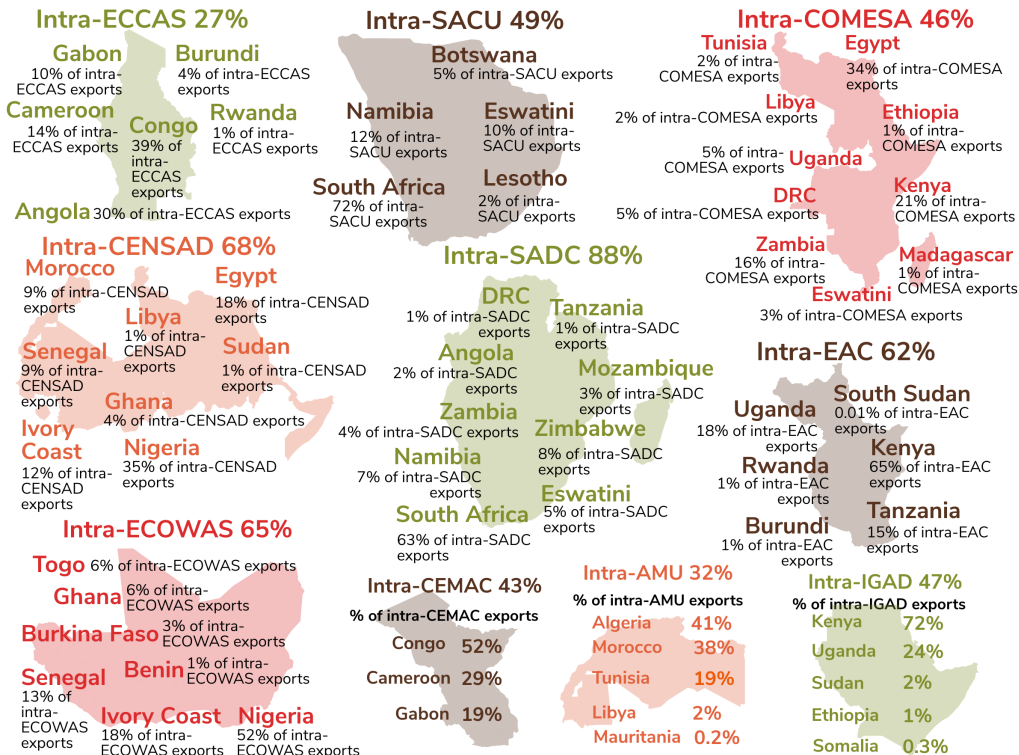 Intra-ECCAS 27%
Gabon
10% of intra-
ECCAS exports
Burundi
4% of intra-ECCAS
exports
Cameroon
14% of intra-
ECCAS exports
Congo
39% of
intra-
ECCAS
exports
Rwanda
1% of intra-
ECCAS exports
Angola 30% of intra-ECCAS exports
Intra-SACU 49%
Botswana
5% of intra-SACU exports
Namibia
12% of intra-
SACU exports
Eswatini
10% of intra-
SACU exports
South Africa
72% of intra-
SACU exports
Lesotho
2% of intra-
SACU exports
Intra-COMESA 46%
Tunisia
2% of intra-
COMESA exports
Egypt
34% of intra-COMESA
exports
Libya
2% of intra-COMESA exports
Ethiopia
1% of intra-
COMESA exports
5% of intra-
COMESA exports
Uganda
DRC
5% of intra-COMESA exports
Kenya
21% of intra-
COMESA exports
Zambia
16% of intra-
COMESA exports
Madagascar
1% of intra-
COMESA exports
Eswatini
3% of intra-COMESA exports
Intra-CENSAD 68%
Morocco
9% of intra-CENSAD
exports
Egypt
18% of intra-CENSAD
exports
Libya
1% of intra-
CENSAD
exports
Senegal
9% of intra-
CENSAD
exports
Sudan
1% of intra-CENSAD
exports
Ghana
4% of intra-CENSAD exports
Ivory
Coast
12% of intra-
CENSAD
exports
Nigeria
35% of intra-CENSAD
exports
Intra-SADC 88%
DRC
1% of intra-SADC
exports
Tanzania
1% of intra-SADC
exports
Angola
2% of intra-SADC
exports
Mozambique
3% of intra-SADC
exports
Zambia
4% of intra-SADC exports
Zimbabwe
8% of intra-SADC
exports
Namibia
7% of intra-SADC
exports
Eswatini
5% of intra-SADC
exports
South Africa
63% of intra-SADC
exports
Intra-EAC 62%
South Sudan
0.01% of intra-EAC
exports
Uganda
18% of intra-EAC
exports
Kenya
65% of intra-EAC
exports
Rwanda
1% of intra-EAC
exports
Tanzania
15% of intra-EAC
exports
Burundi
1% of intra-EAC
exports
Intra-ECOWAS 65%
Togo 6% of intra-ECOWAS exports
Ghana
6% of intra-
ECOWAS exports
Burkina Faso
3% of intra-
ECOWAS exports
Benin
1% of intra-
ECOWAS exports
Senegal
13% of
intra-
ECOWAS
exports
Ivory Coast
18% of intra-
ECOWAS exports
Nigeria
52% of intra-
ECOWAS exports
Intra-CEMAC 43%
% of intra-CEMAC exports
Congo 52%
Cameroon 29%
Gabon 19%
Intra-AMU 32%
% of intra-AMU exports
Algeria 41%
Morocco 38%
Tunisia 19%
Libya 2%
Mauritania 0.2%
Intra-IGAD 47%
% of intra-IGAD exports
Kenya 72%
Uganda 24%
Sudan 2%
Ethiopia 1%
Somalia 0.3%